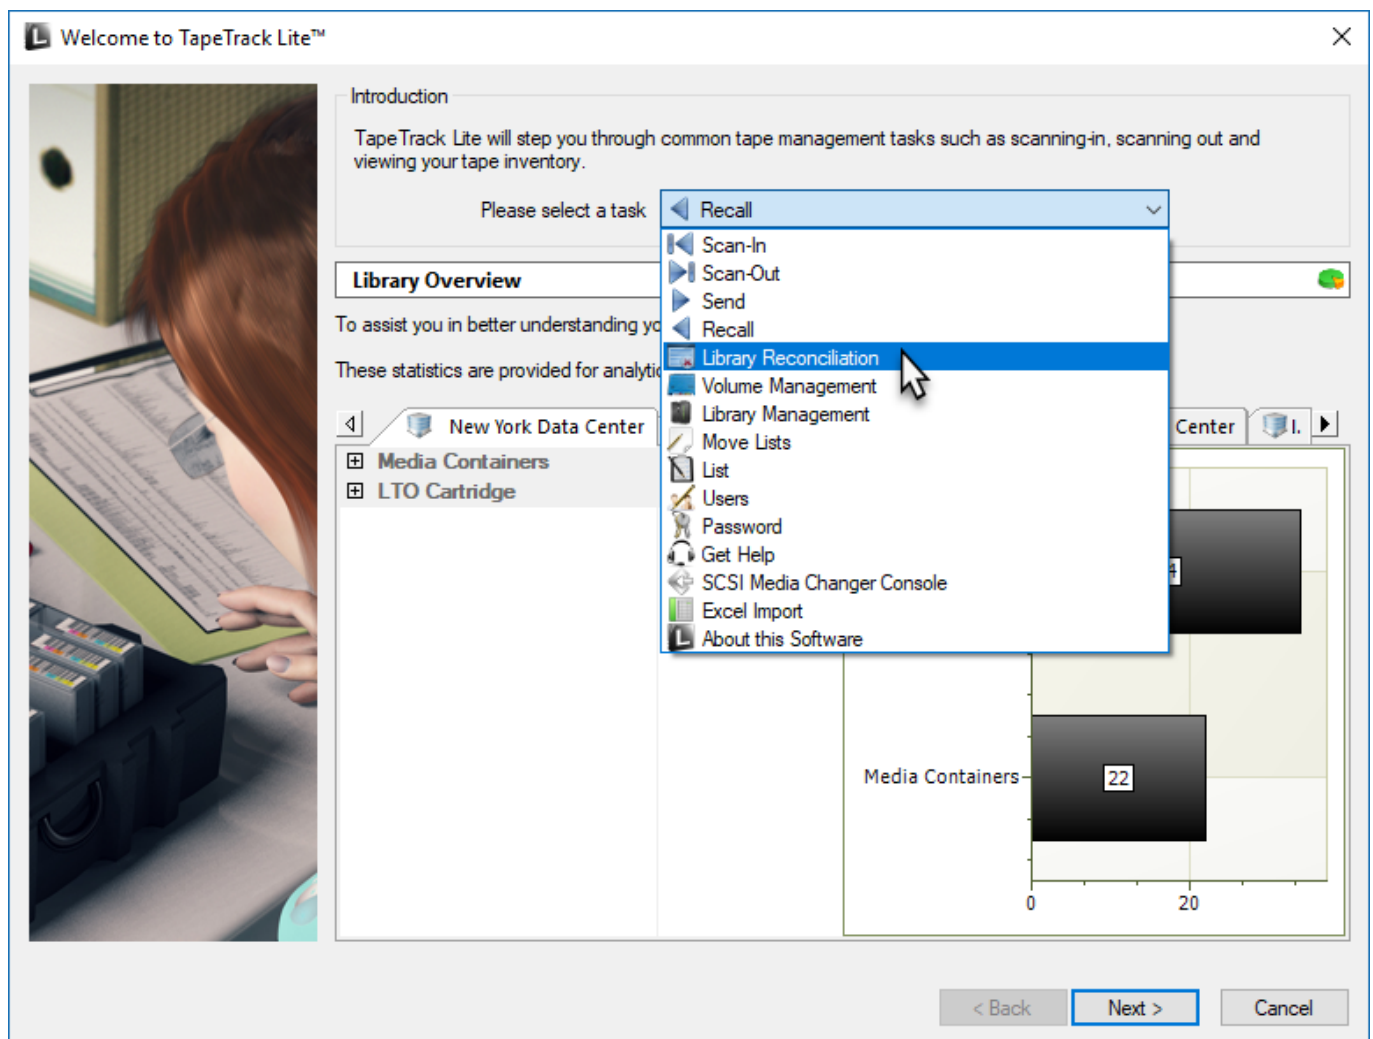 Welcome to TapeTrack Lite™
Introduction
TapeTrack Lite will step you through common tape management tasks such as scanning-in, scanning out and
viewing your tape inventory.
Please select a task
Recall
Scan-In
Scan-Out
Send
Recall
Library Reconciliation
Volume Management
Library Management
Move Lists
List
Users
Password
Get Help
SCSI Media Changer Console
Excel Import
About this Software
Library Overview
To assist you in better understanding
These statistics are provided for
New York Data Center
Center
Media Containers
LTO Cartridge
4
Media Containers
22
0
20
< Back
Next >
Cancel